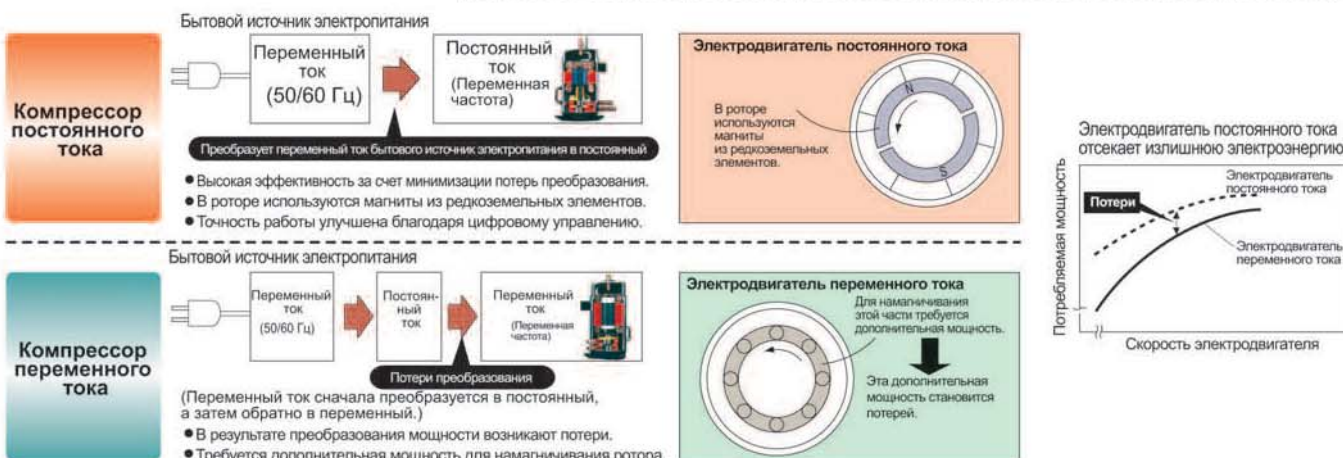 Бытовой источник электропитания
Компрессор
постоянного
тока
Переменный
ток
(50/60 Гц)
Постоянный
ток
(Переменная
частота)
Преобразует переменный ток бытового источник электропитания в постоянный
● Высокая эффективность за счет минимизации потерь преобразования.
● В роторе используются магниты из редкоземельных элементов.
● Точность работы улучшена благодаря цифровому управлению.
Электродвигатель постоянного тока
В роторе
используются
магниты
из редкоземельных
элементов.
N
S
Бытовой источник электропитания
Компрессор
переменного
тока
Переменный
ток
(50/60 Гц)
Постоян-
ный
ток
Переменный
ток
(Переменная
частота)
Потери преобразования
(Переменный ток сначала преобразуется в постоянный,
а затем обратно в переменный.)
● В результате преобразования мощности возникают потери.
● Требуется дополнительная мощность для намагничивания ротора
Электродвигатель переменного тока
Для намагничивания
этой части требуется
дополнительная мощность.
Эта дополнительная
мощность становится
потерей.
Электродвигатель постоянного тока
отсекает излишнюю электроэнергию
Потребляемая мощность
Потери
Электродвигатель
постоянного тока
Электродвигатель
переменного тока
Скорость электродвигателя